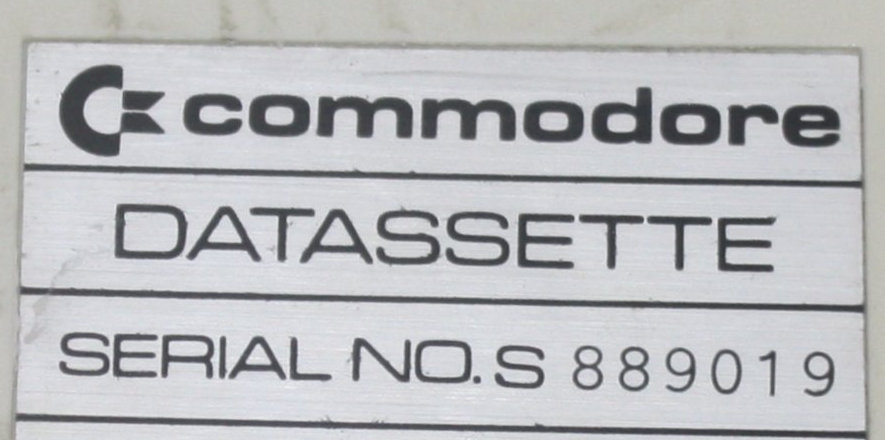 commodore
DATASSETTE
SERIAL NO. S 889019